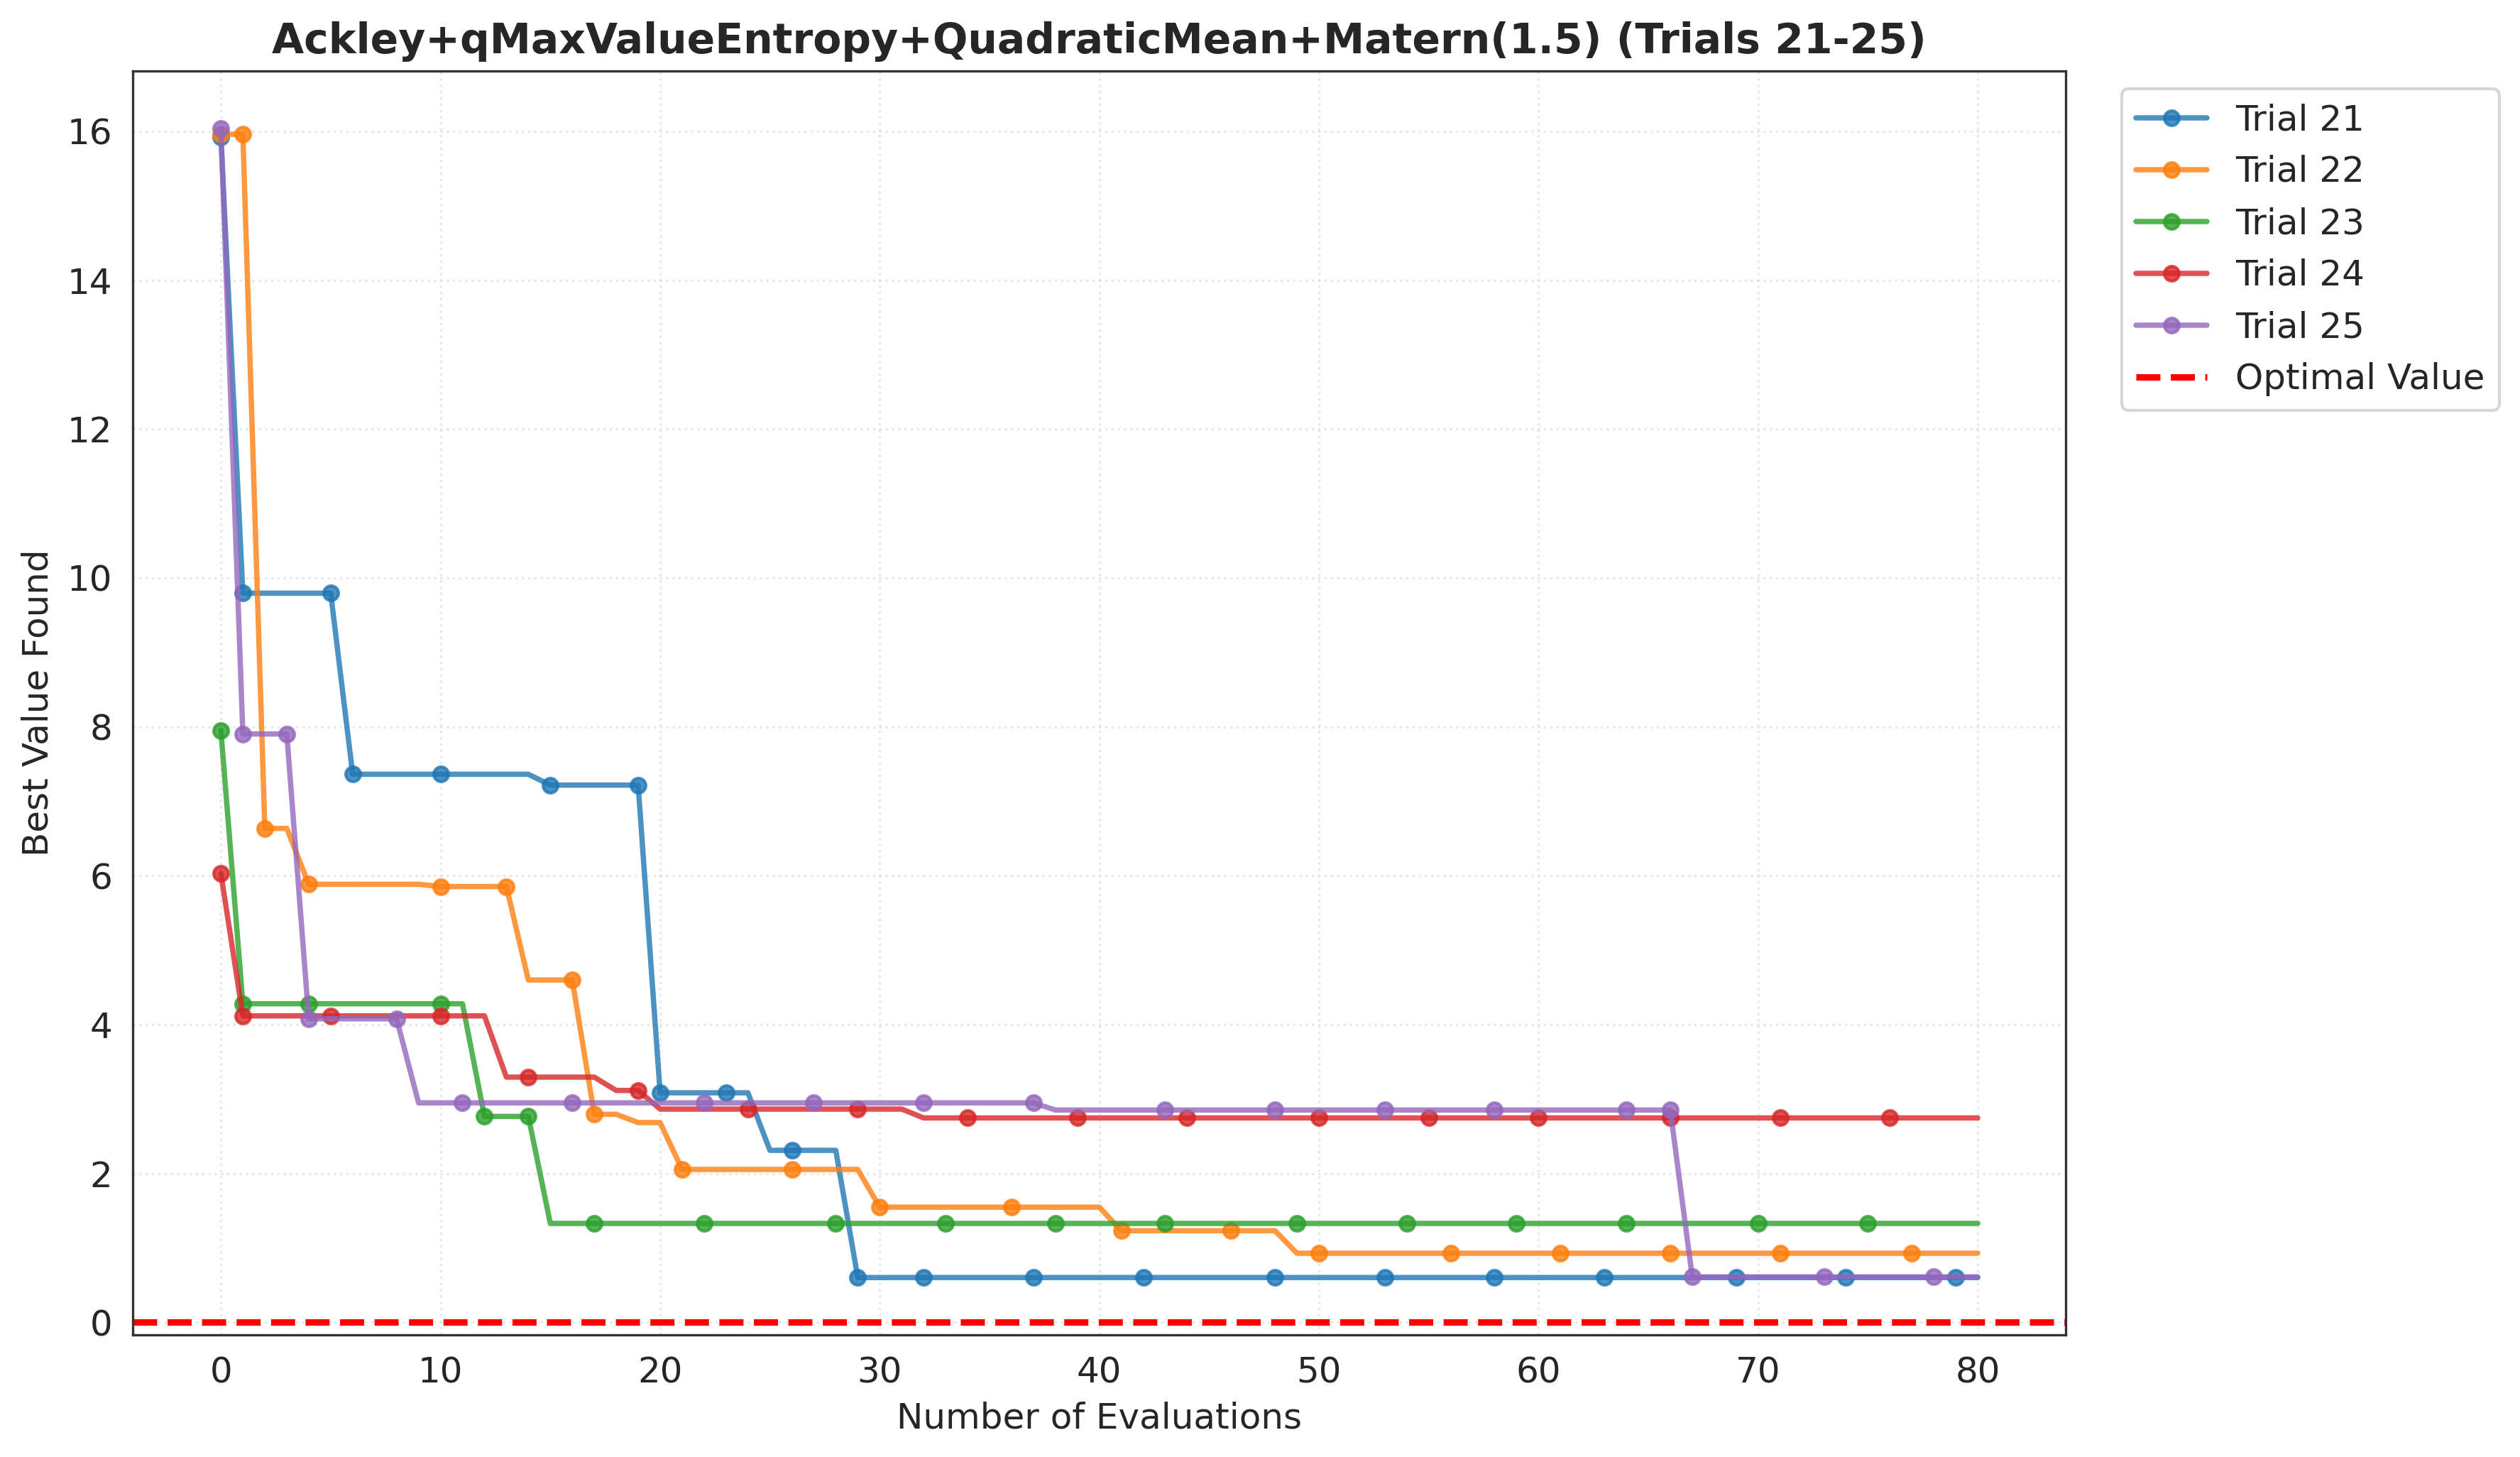 Ackley+qMaxValueEntropy+QuadraticMean+Matern(1.5) (Trials 21-25)
16
14
12
10
8
6
4
2
0
Best Value Found
0 10 20 30 40 50 60 70 80
Number of Evaluations
Trial 21
Trial 22
Trial 23
Trial 24
Trial 25
Optimal Value